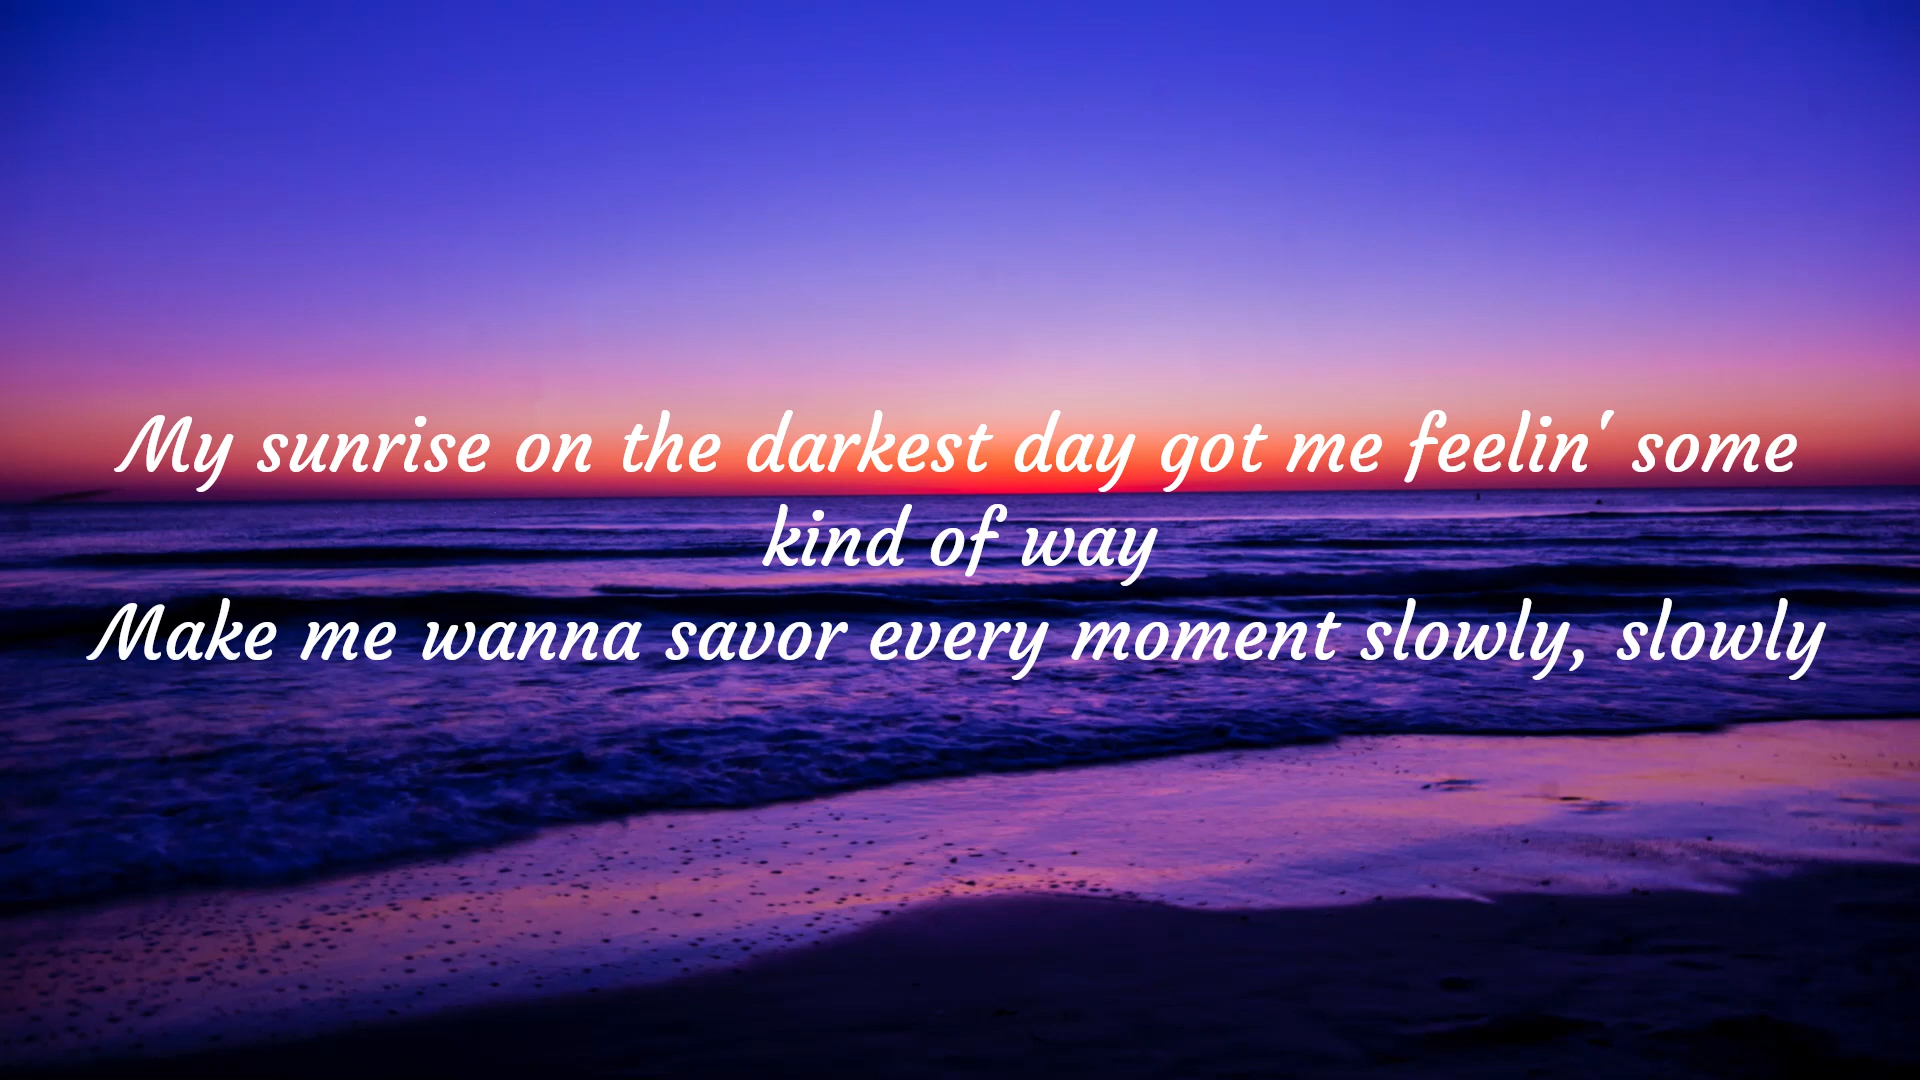 My sunrise on the darkest day got me feelin' some
kind of way
Make me wanna savor every moment slowly, slowly